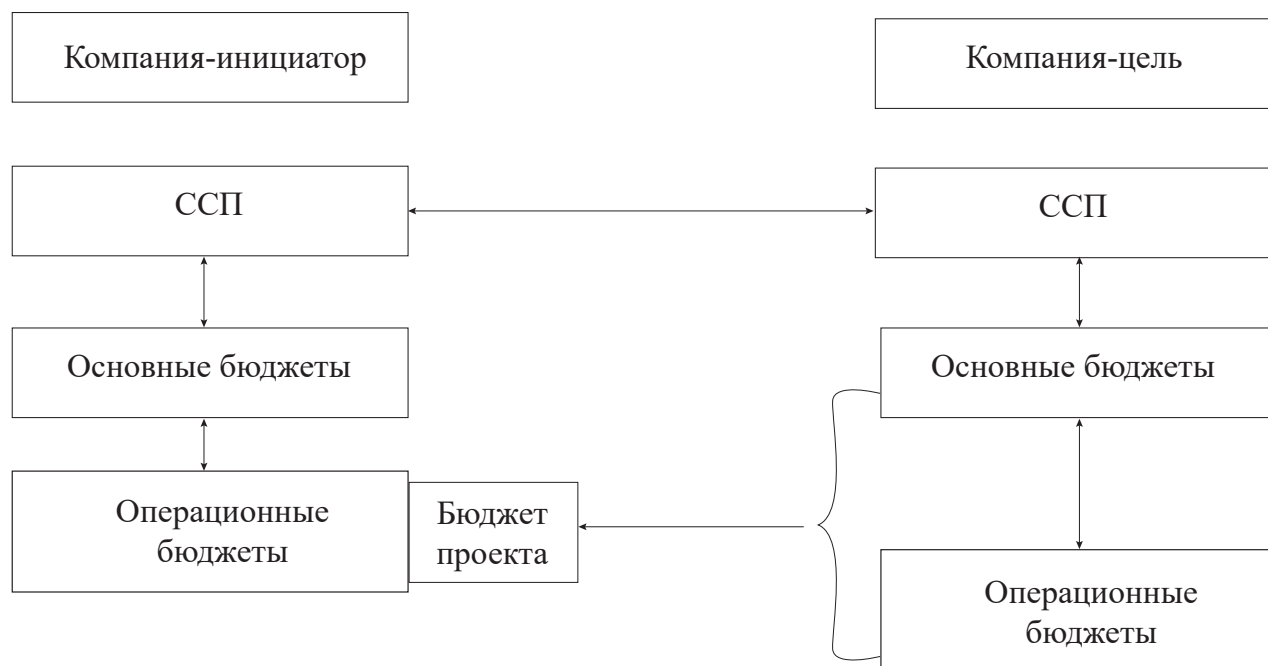 Компания-инициатор
Компания-цель
ССП
ССП
Основные бюджеты
Основные бюджеты
Операционные
бюджеты
Бюджет
проекта
Операционные
бюджеты